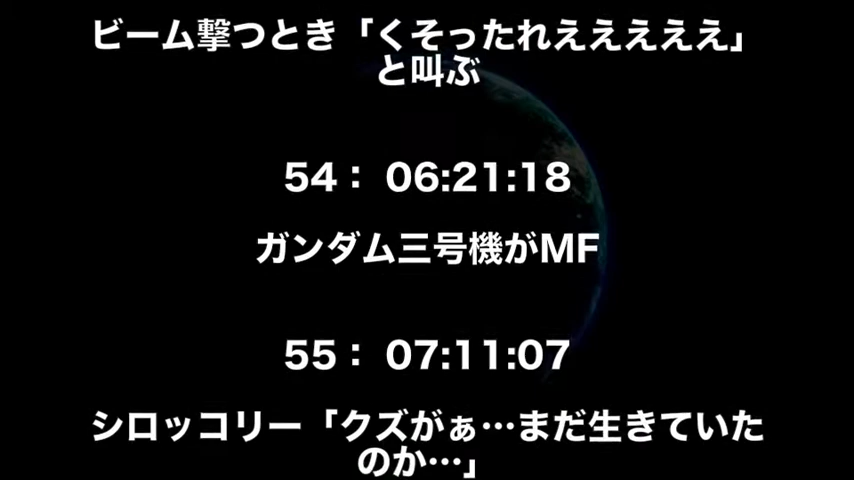 ビーム撃つとき「くそったれえええええ」
と叫ぶ
54： 06:21:18
ガンダム三号機がMF
55： 07:11:07
シロッコリー「クズがぁ…まだ生きていた
のか…」